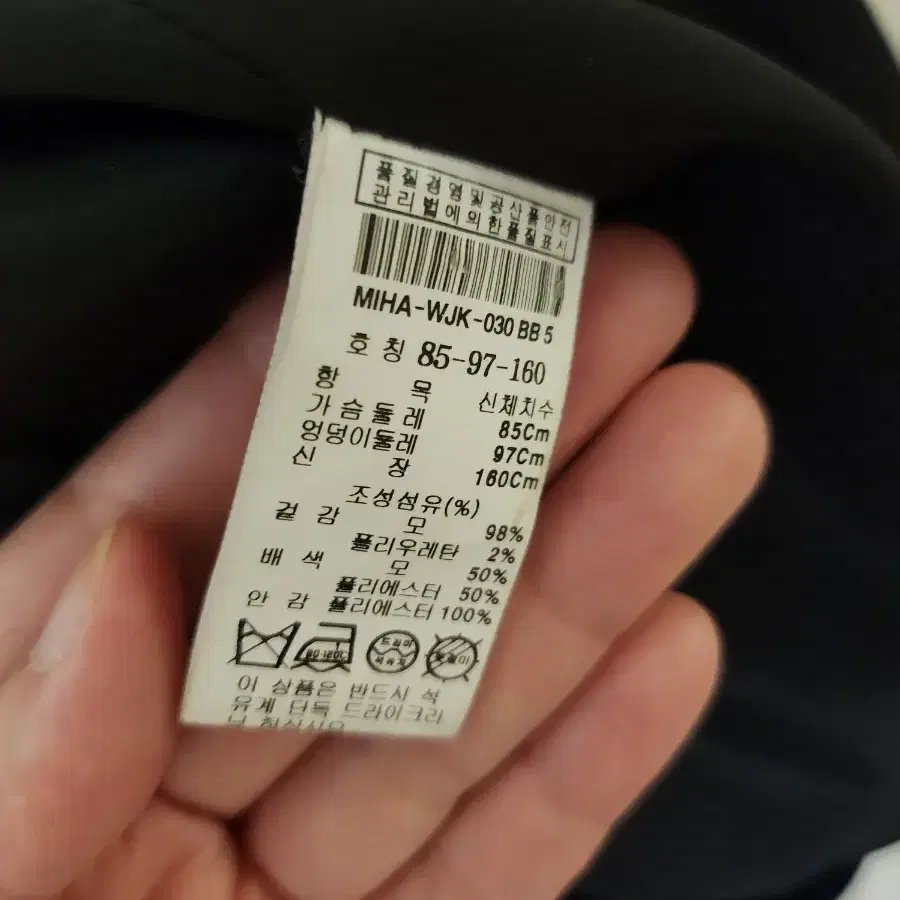 품질경영및공산품안전
관리법에의한품질표시
MIHA-WJK-030 BB 5
호칭 85-97-160
항목 신체치수
가슴둘레 85Cm
엉덩이둘레 97Cm
신장 160Cm
조성섬유(%)
겉감 모 98%
폴리우레탄 2%
배색 모 50%
폴리에스터 50%
안감 폴리에스터 100%
드라이
이 상품은 반드시 석
유계 단독 드라이크리